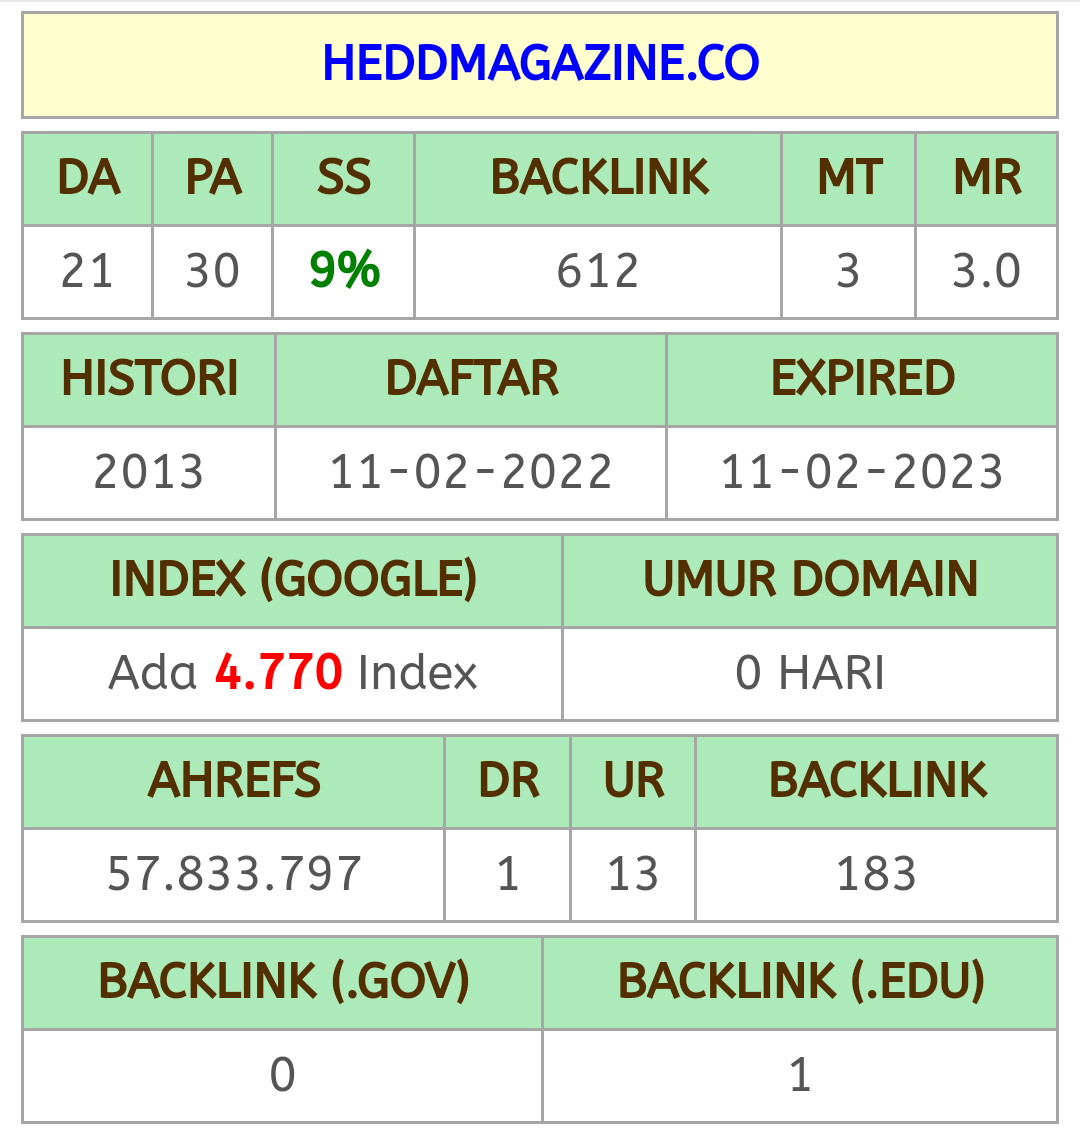 HEDDMAGAZINE.CO
DA PA SS BACKLINK MT MR
21 30 9% 612 3 3.0
HISTORI DAFTAR EXPIRED
2013 11-02-2022 11-02-2023
INDEX (GOOGLE) UMUR DOMAIN
Ada 4.770 Index 0 HARI
AHREFS DR UR BACKLINK
57.833.797 1 13 183
BACKLINK (.GOV) BACKLINK (.EDU)
0 1